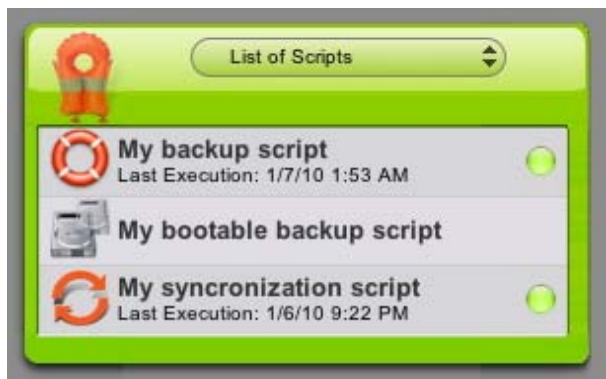 List of Scripts
My backup script
Last Execution: 1/7/10 1:53 AM
My bootable backup script
My syncronization script
Last Execution: 1/6/10 9:22 PM